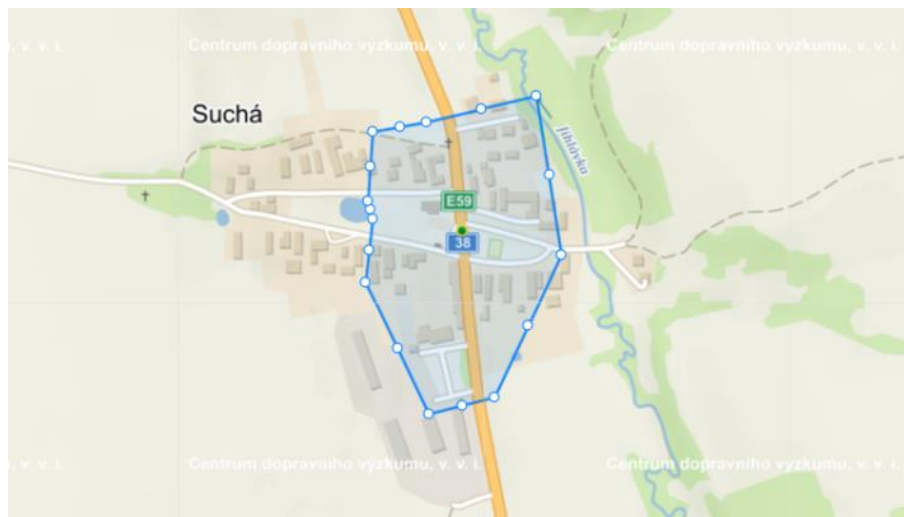 , v. v. i.
Centrum dopravního výzkumu, v. v. i.
Centrum dopravního výzkumu, v. v. i.
Suchá
Jihlávka
E59
38
, v. v. i.
Centrum dopravního výzkumu, v. v. i.
Centrum dopravního výzkumu, v. v. i.